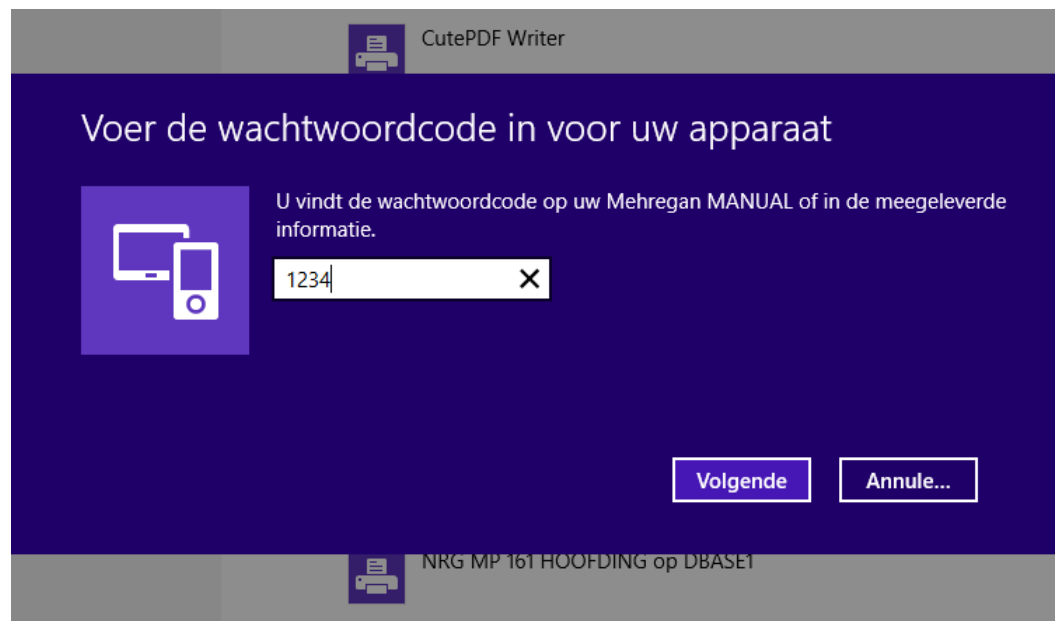 CutePDF Writer
Voer de wachtwoordcode in voor uw apparaat
U vindt de wachtwoordcode op uw Mehregan MANUAL of in de meegeleverde
informatie.
1234
Volgende
Annule...
NRG MP 161 HOOFDING op DBASE1